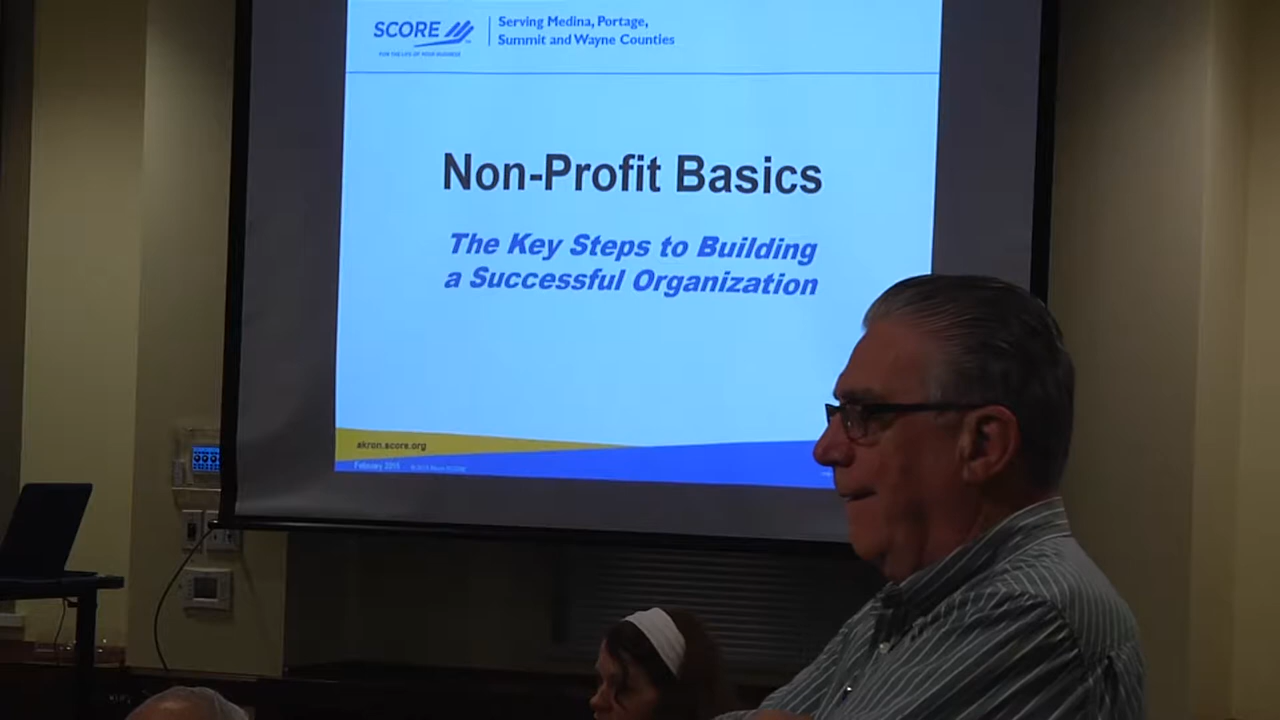 SCORE
FOR THE LIFE OF YOUR BUSINESS
Serving Medina, Portage,
Summit and Wayne Counties
Non-Profit Basics
The Key Steps to Building
a Successful Organization
akron.score.org
February 2015